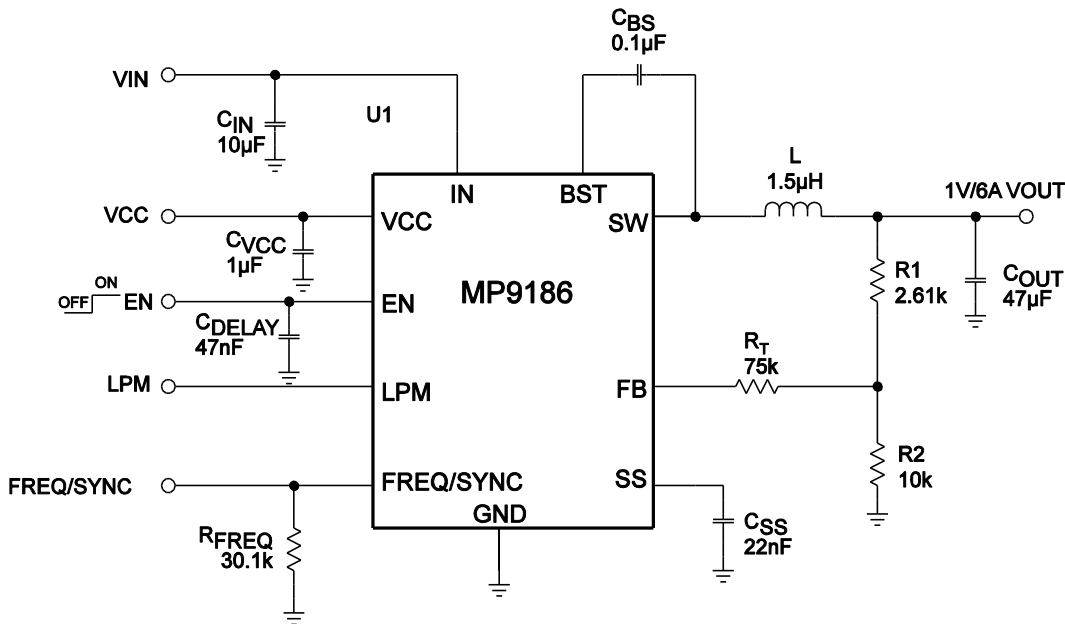 CBS
0.1µF
VIN
U1
CIN
10µF
L
1.5µH
IN
BST
1V/6A VOUT
VCC
VCC
SW
CVCC
1µF
R1
2.61k
COUT
47µF
ON
OFF
EN
EN
MP9186
CDELAY
47nF
RT
75k
LPM
LPM
FB
R2
10k
FREQ/SYNC
FREQ/SYNC
SS
GND
CSS
22nF
RFREQ
30.1k